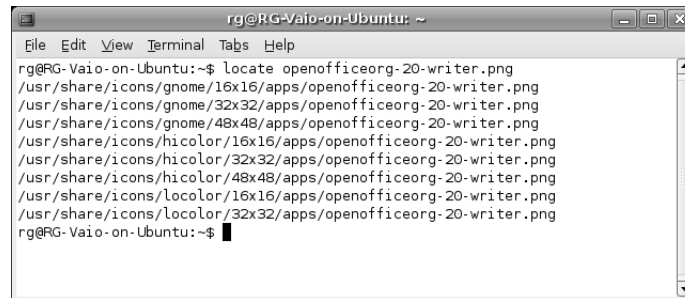 rg@RG-Vaio-on-Ubuntu: ~
File Edit View Terminal Tabs Help
rg@RG-Vaio-on-Ubuntu:~$ locate openofficeorg-20-writer.png
/usr/share/icons/gnome/16x16/apps/openofficeorg-20-writer.png
/usr/share/icons/gnome/32x32/apps/openofficeorg-20-writer.png
/usr/share/icons/gnome/48x48/apps/openofficeorg-20-writer.png
/usr/share/icons/hicolor/16x16/apps/openofficeorg-20-writer.png
/usr/share/icons/hicolor/32x32/apps/openofficeorg-20-writer.png
/usr/share/icons/hicolor/48x48/apps/openofficeorg-20-writer.png
/usr/share/icons/locolor/16x16/apps/openofficeorg-20-writer.png
/usr/share/icons/locolor/32x32/apps/openofficeorg-20-writer.png
rg@RG-Vaio-on-Ubuntu:~$